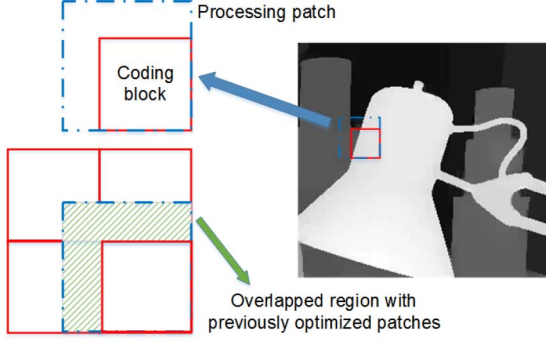 Processing patch
Coding
block
Overlapped region with
previously optimized patches